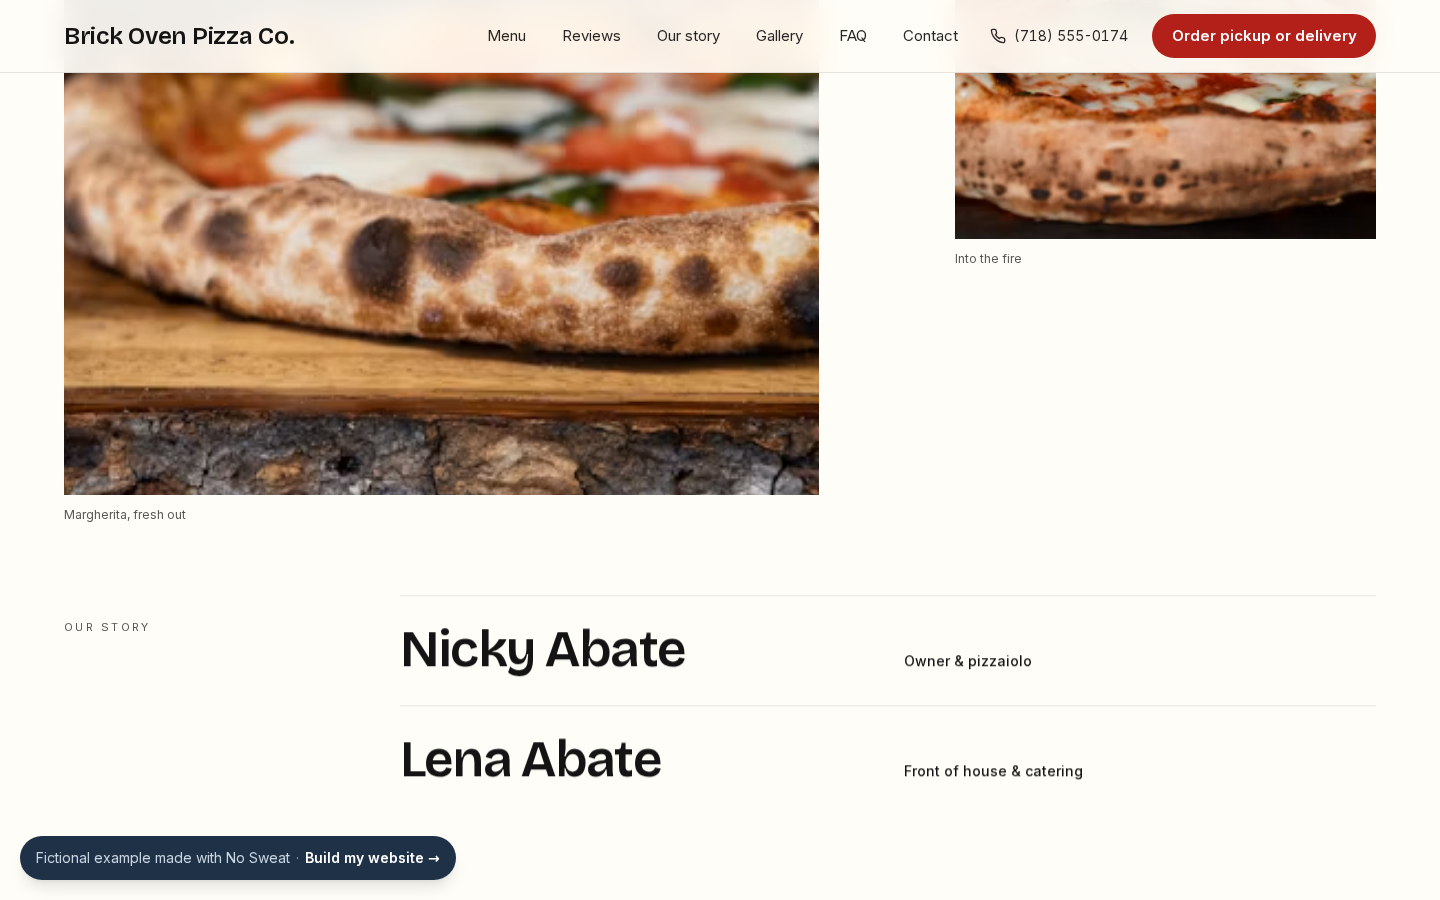 Brick Oven Pizza Co.
Menu
Reviews
Our story
Gallery
FAQ
Contact
(718) 555-0174
Order pickup or delivery
Into the fire
Margherita, fresh out
OUR STORY
Nicky Abate
Owner & pizzaiolo
Lena Abate
Front of house & catering
Fictional example made with No Sweat · Build my website →